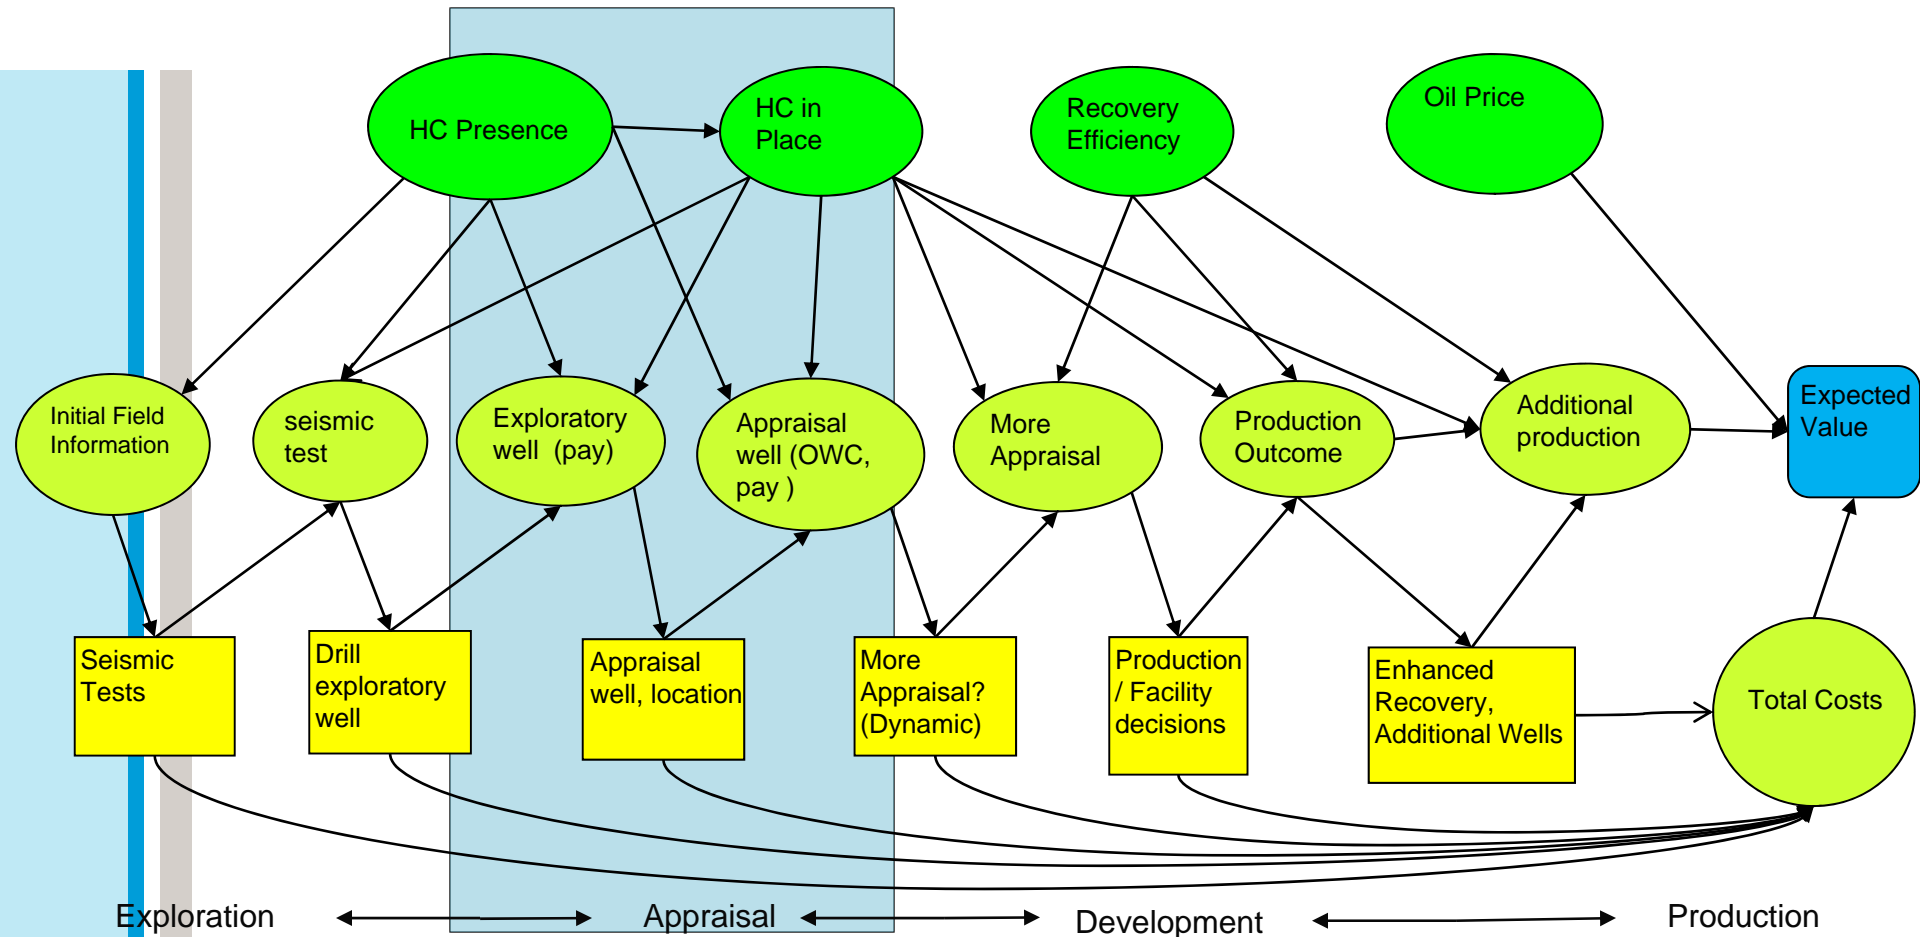 HC Presence
HC in
Place
Recovery
Efficiency
Oil Price
Initial Field
Information
seismic
test
Exploratory
well (pay)
Appraisal
well (OWC,
pay )
More
Appraisal
Production
Outcome
Additional
production
Expected
Value
Seismic
Tests
Drill
exploratory
well
Appraisal
well, location
More
Appraisal?
(Dynamic)
Production
/ Facility
decisions
Enhanced
Recovery,
Additional Wells
Total Costs
Exploration
Appraisal
Development
Production